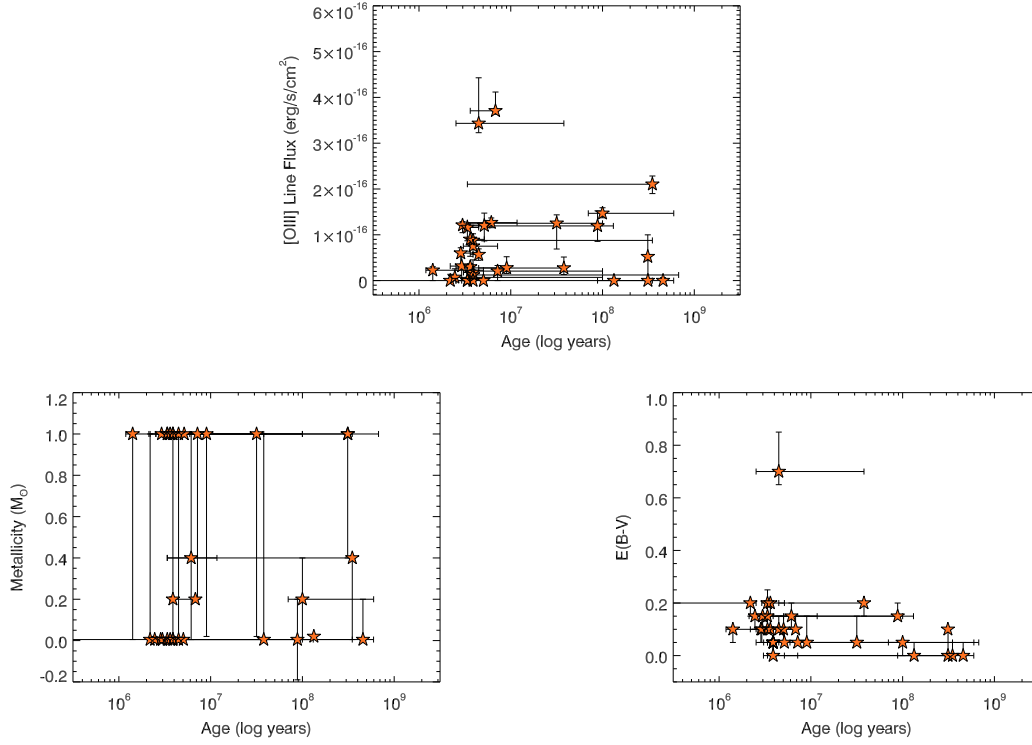 6×10⁻¹⁶
5×10⁻¹⁶
4×10⁻¹⁶
3×10⁻¹⁶
2×10⁻¹⁶
1×10⁻¹⁶
0
[OIII] Line Flux (erg/s/cm²)
10⁶ 10⁷ 10⁸ 10⁹
Age (log years)
1.2
1.0
0.8
0.6
0.4
0.2
0.0
-0.2
Metallicity (M_O)
10⁶ 10⁷ 10⁸ 10⁹
Age (log years)
1.0
0.8
0.6
0.4
0.2
0.0
E(B-V)
10⁶ 10⁷ 10⁸ 10⁹
Age (log years)